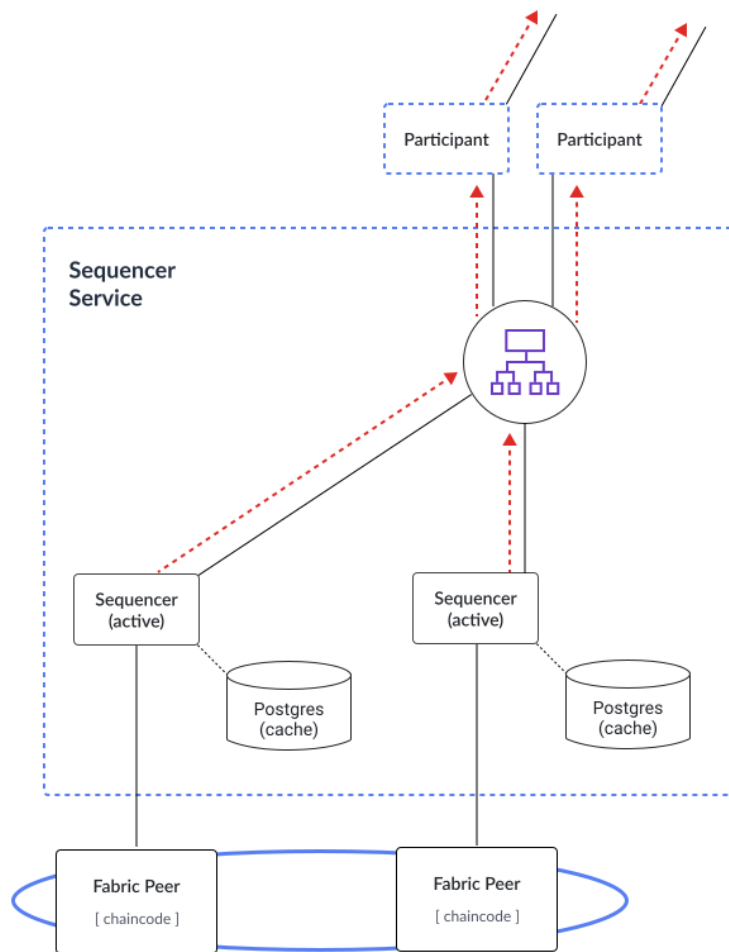 Participant
Participant
Sequencer
Service
Sequencer
(active)
Sequencer
(active)
Postgres
(cache)
Postgres
(cache)
Fabric Peer
[ chaincode ]
Fabric Peer
[ chaincode ]